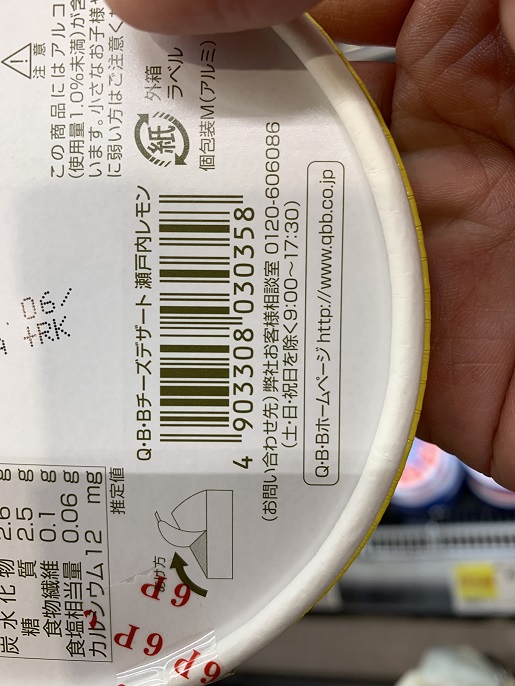 注意
この商品にはアルコ
(使用量1.0%未満)が含
います。小さなお子様や
に弱い方はご注意く
紙
外箱
ラベル
個包装M(アルミ)
Q・B・Bチーズデザート 瀬戸内レモン
4 903308 030358
(お問い合わせ先) 弊社お客様相談室 0120-606086
(土・日・祝日を除く9:00~17:30)
Q・B・Bホームページ http://www.qbb.co.jp
炭水化物 2.6 g
糖質 2.5 g
食物繊維 0.1 g
食塩相当量 0.06 g
カルシウム 12 mg
推定値
け方